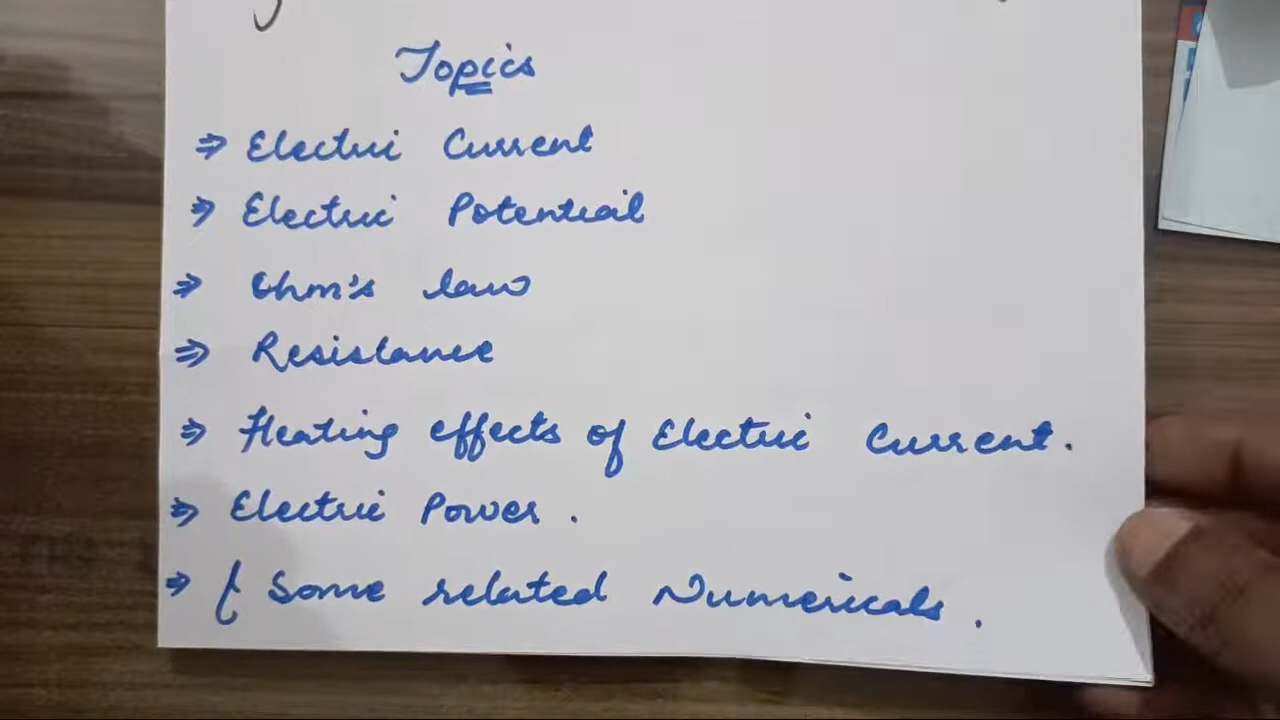 Topics
⇒ Electric Current
⇒ Electric Potential
⇒ Ohm's law
⇒ Resistance
⇒ Heating effects of Electric Current.
⇒ Electric Power.
⇒ { Some related Numericals.